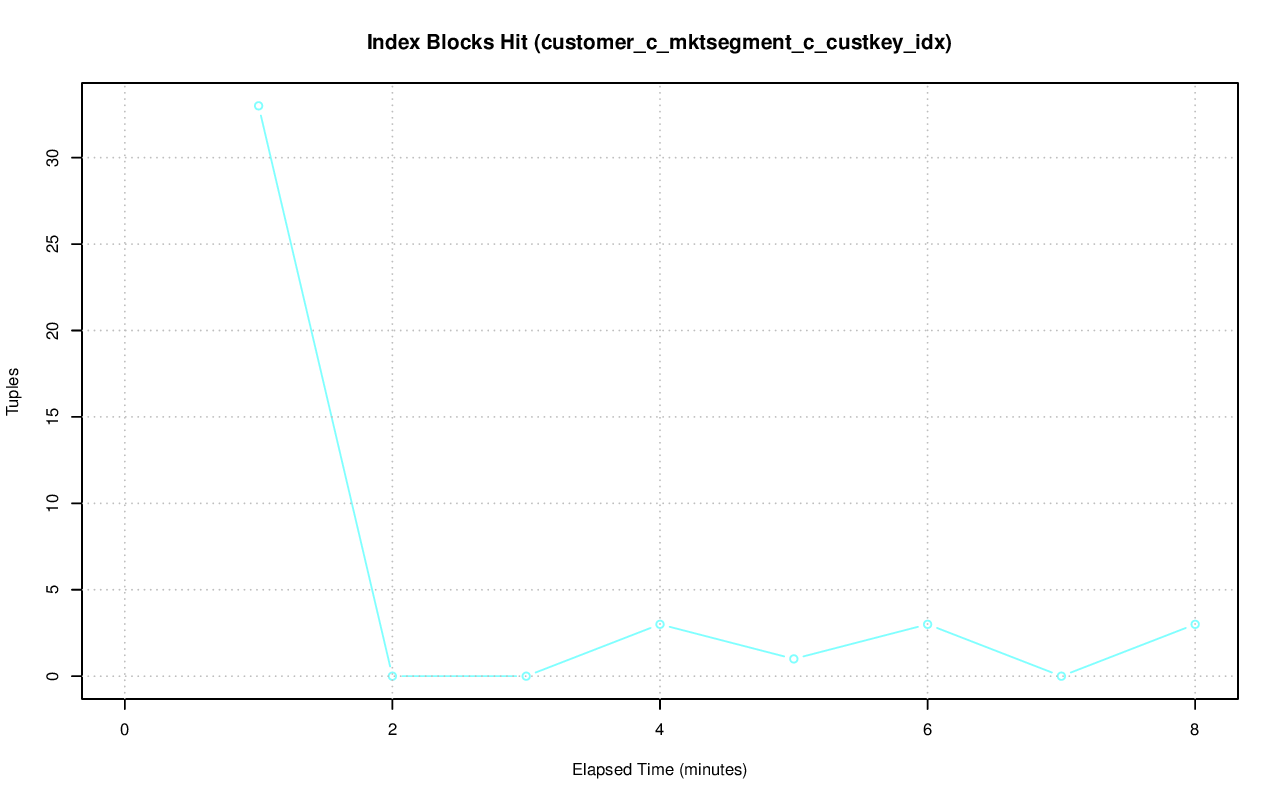 Index Blocks Hit (customer_c_mktsegment_c_custkey_idx)
Tuples
30
25
20
15
10
5
0
0 2 4 6 8
Elapsed Time (minutes)